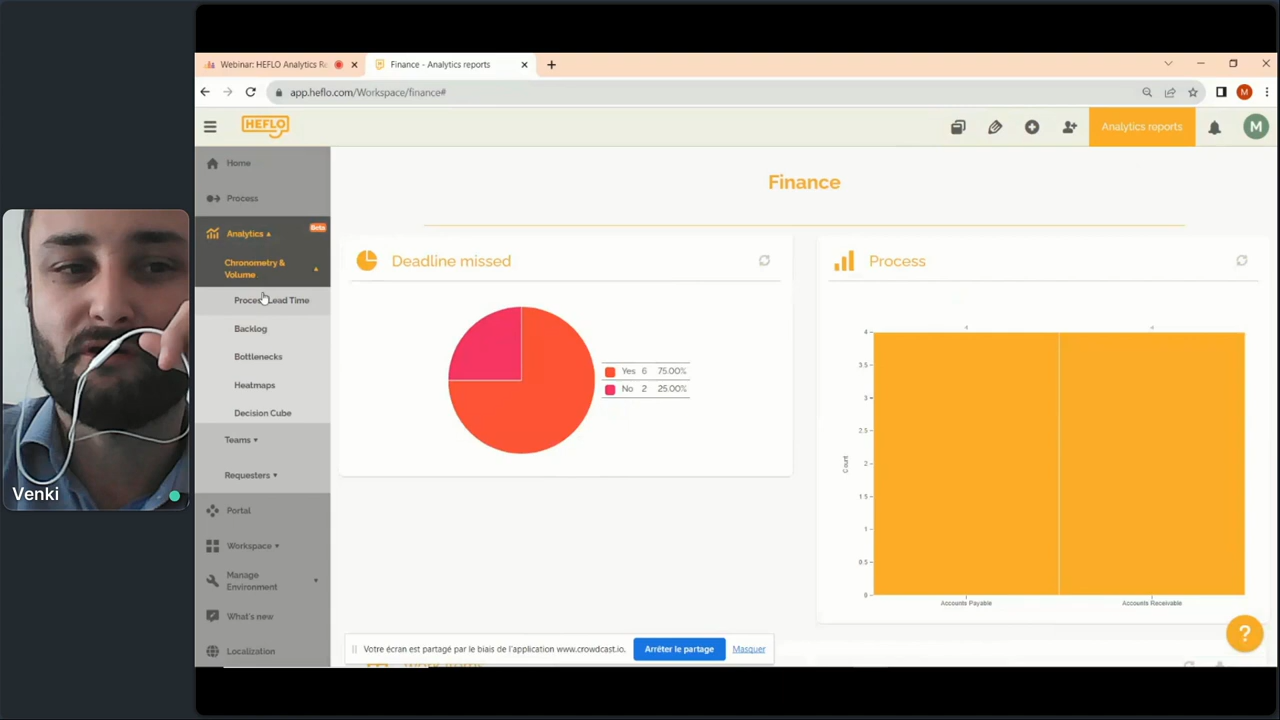 Webinar: HEFLO Analytics Re
Finance - Analytics reports
app.heflo.com/Workspace/finance#
M
HEFLO
Analytics reports
M
Home
Process
Analytics
Beta
Chronometry &
Volume
Process Lead Time
Backlog
Bottlenecks
Heatmaps
Decision Cube
Teams
Requesters
Portal
Workspace
Manage
Environment
What's new
Localization
Venki
Finance
Deadline missed
Yes 6 75.00%
No 2 25.00%
Process
4
4
4
3.5
3
2.5
2
1.5
1
0.5
0
Count
Accounts Payable
Accounts Receivable
Votre écran est partagé par le biais de l'application www.crowdcast.io.
Arrêter le partage
Masquer
?